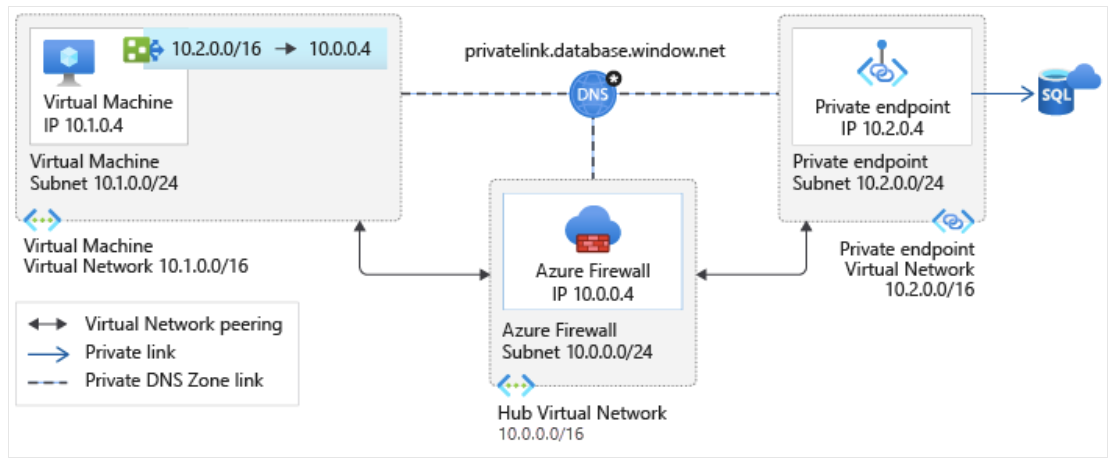 10.2.0.0/16 → 10.0.0.4
Virtual Machine
IP 10.1.0.4
Virtual Machine
Subnet 10.1.0.0/24
Virtual Machine
Virtual Network 10.1.0.0/16
privatelink.database.window.net
DNS
*
Private endpoint
IP 10.2.0.4
Private endpoint
Subnet 10.2.0.0/24
SQL
Private endpoint
Virtual Network
10.2.0.0/16
Azure Firewall
IP 10.0.0.4
Azure Firewall
Subnet 10.0.0.0/24
Hub Virtual Network
10.0.0.0/16
Virtual Network peering
Private link
Private DNS Zone link